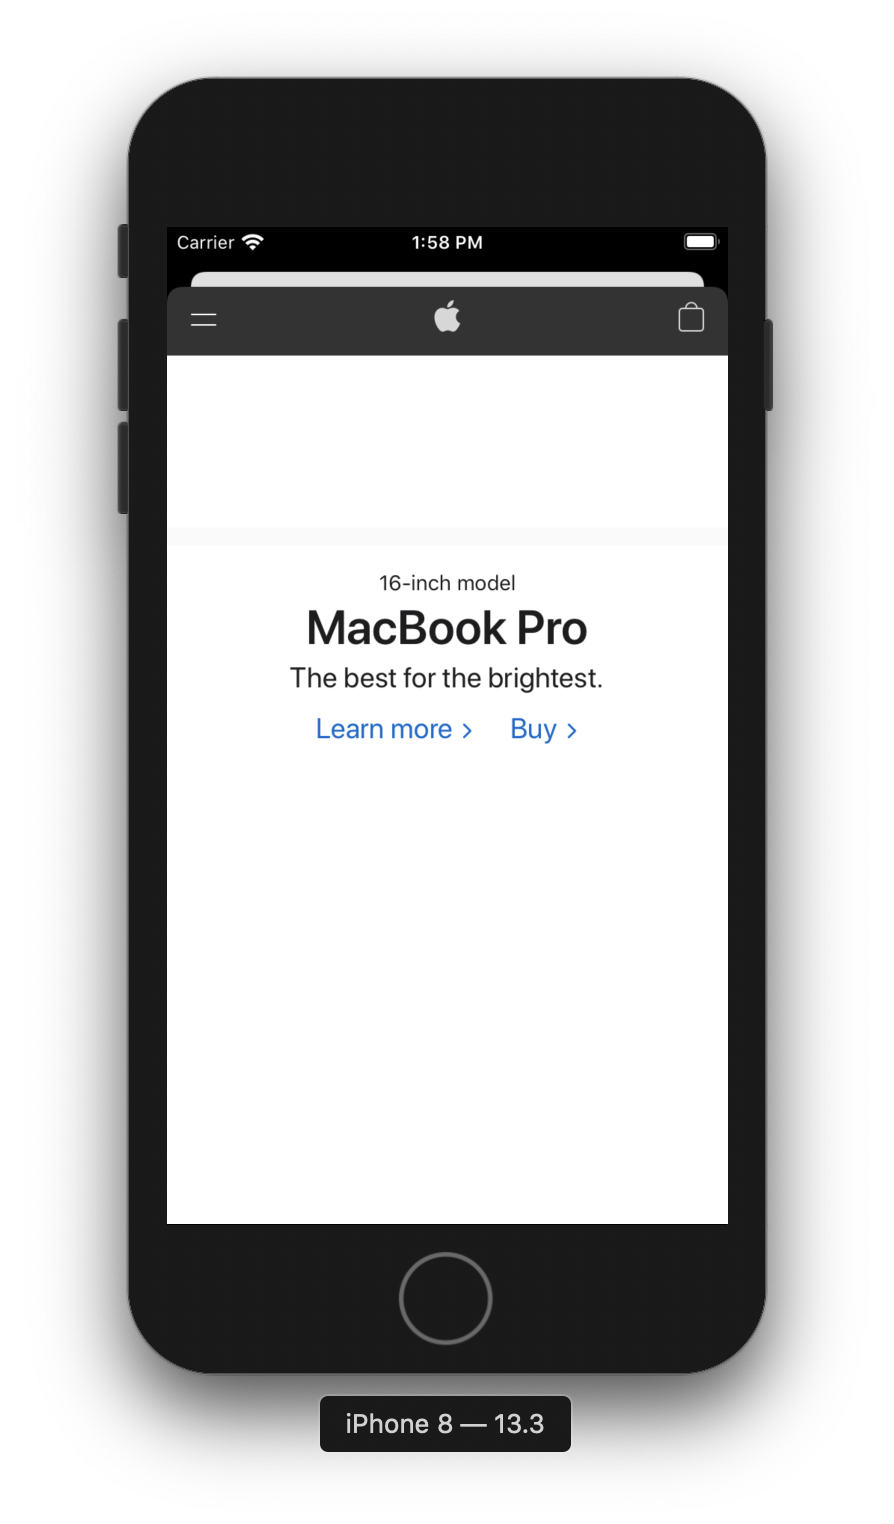 Carrier 1:58 PM
16-inch model
MacBook Pro
The best for the brightest.
Learn more > Buy >
iPhone 8 — 13.3